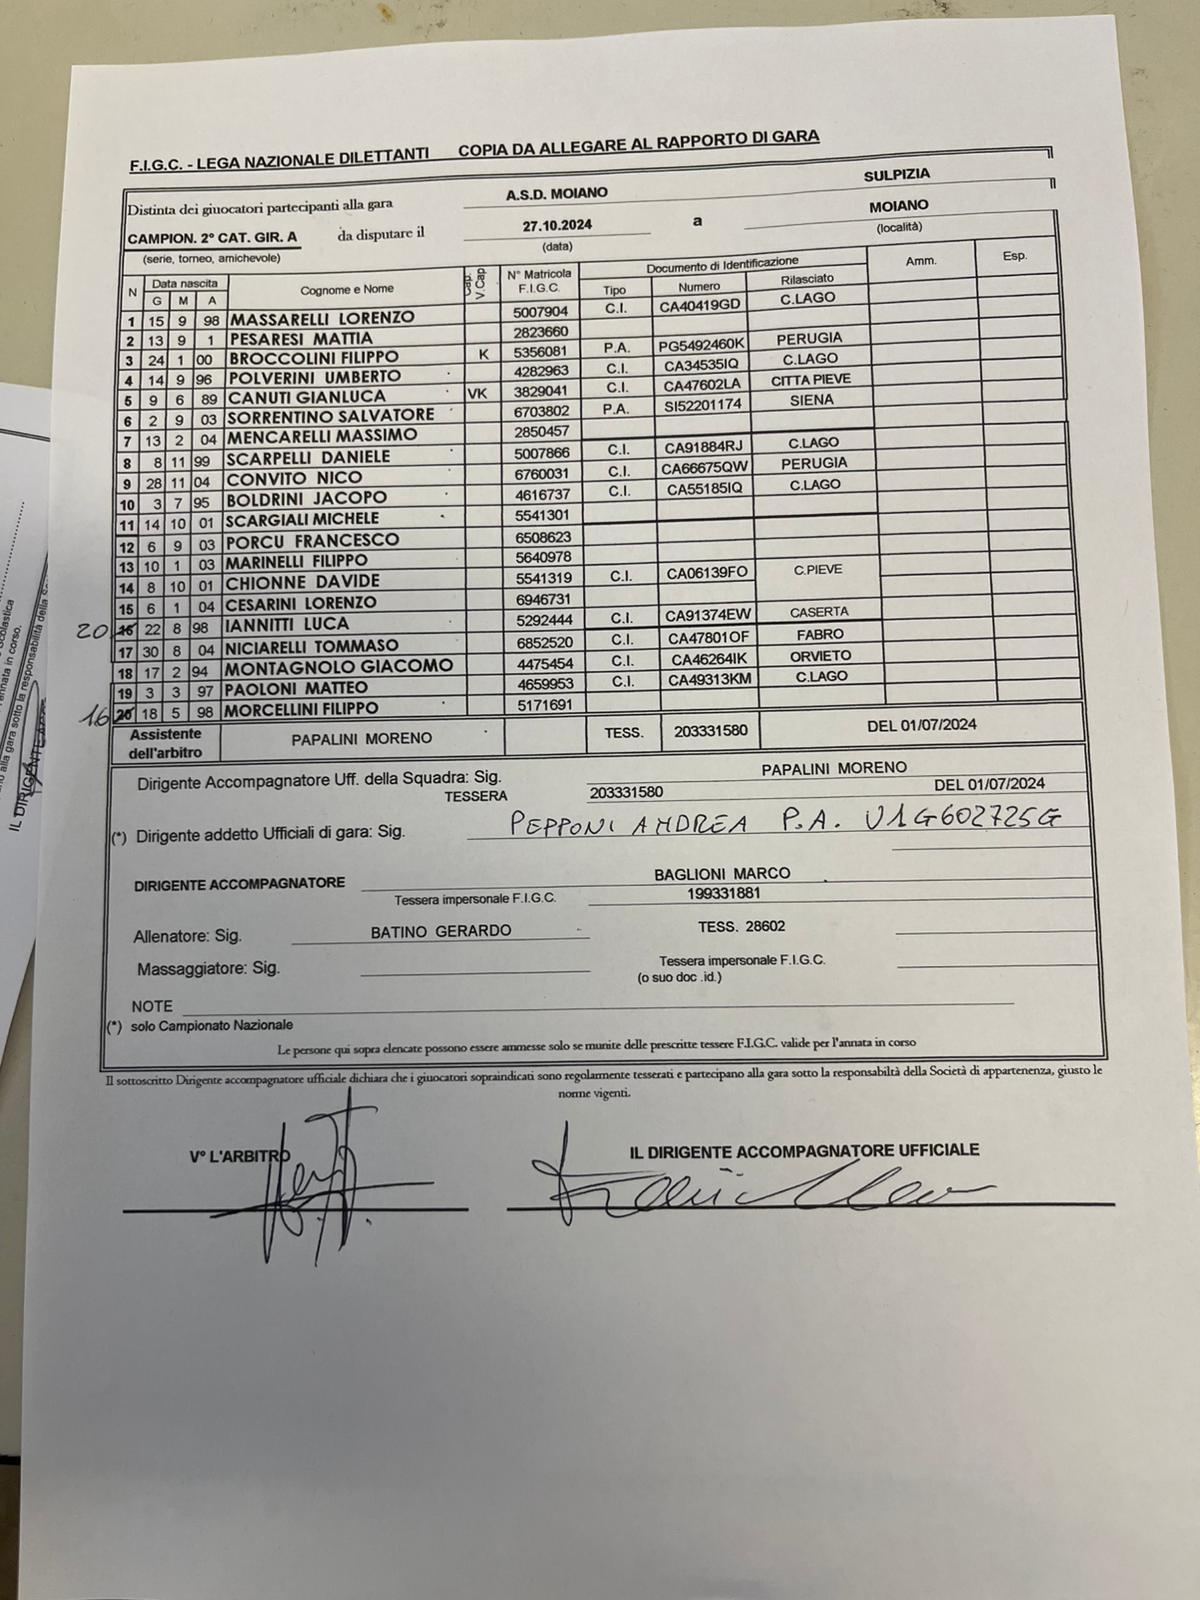 F.I.G.C. - LEGA NAZIONALE DILETTANTI COPIA DA ALLEGARE AL RAPPORTO DI GARA
Distinta dei giuocatori partecipanti alla gara A.S.D. MOIANO SULPIZIA
CAMPION. 2° CAT. GIR. A da disputare il 27.10.2024 a MOIANO
(serie, torneo, amichevole) (data) (località)
N Data nascita Cognome e Nome Cap. V.Cap N° Matricola F.I.G.C. Documento di Identificazione Amm. Esp.
G M A Tipo Numero Rilasciato
1 15 9 98 MASSARELLI LORENZO 5007904 C.I. CA40419GD C.LAGO
2 13 9 1 PESARESI MATTIA 2823660
3 24 1 00 BROCCOLINI FILIPPO K 5356081 P.A. PG5492460K PERUGIA
4 14 9 96 POLVERINI UMBERTO 4282963 C.I. CA34535IQ C.LAGO
5 9 6 89 CANUTI GIANLUCA VK 3829041 C.I. CA47602LA CITTA PIEVE
6 2 9 03 SORRENTINO SALVATORE 6703802 P.A. SI52201174 SIENA
7 13 2 04 MENCARELLI MASSIMO 2850457
8 8 11 99 SCARPELLI DANIELE 5007866 C.I. CA91884RJ C.LAGO
9 28 11 04 CONVITO NICO 6760031 C.I. CA66675QW PERUGIA
10 3 7 95 BOLDRINI JACOPO 4616737 C.I. CA55185IQ C.LAGO
11 14 10 01 SCARGIALI MICHELE 5541301
12 6 9 03 PORCU FRANCESCO 6508623
13 10 1 03 MARINELLI FILIPPO 5640978
14 8 10 01 CHIONNE DAVIDE 5541319 C.I. CA06139FO C.PIEVE
15 6 1 04 CESARINI LORENZO 6946731
20 16 22 8 98 IANNITTI LUCA 5292444 C.I. CA91374EW CASERTA
17 30 8 04 NICIARELLI TOMMASO 6852520 C.I. CA47801OF FABRO
18 17 2 94 MONTAGNOLO GIACOMO 4475454 C.I. CA46264IK ORVIETO
19 3 3 97 PAOLONI MATTEO 4659953 C.I. CA49313KM C.LAGO
16 20 18 5 98 MORCELLINI FILIPPO 5171691
Assistente dell'arbitro PAPALINI MORENO TESS. 203331580 DEL 01/07/2024
Dirigente Accompagnatore Uff. della Squadra: Sig. PAPALINI MORENO
TESSERA 203331580 DEL 01/07/2024
(*) Dirigente addetto Ufficiali di gara: Sig. PEPPONI ANDREA P.A. U1G602725G
DIRIGENTE ACCOMPAGNATORE BAGLIONI MARCO
Tessera impersonale F.I.G.C. 199331881
Allenatore: Sig. BATINO GERARDO TESS. 28602
Massaggiatore: Sig. Tessera impersonale F.I.G.C.
(o suo doc .id.)
NOTE
(*) solo Campionato Nazionale
Le persone qui sopra elencate possono essere ammesse solo se munite delle prescritte tessere F.I.G.C. valide per l'annata in corso
Il sottoscritto Dirigente accompagnatore ufficiale dichiara che i giuocatori sopraindicati sono regolarmente tesserati e partecipano alla gara sotto la responsabiltà della Società di appartenenza, giusto le
norme vigenti.
V° L'ARBITRO IL DIRIGENTE ACCOMPAGNATORE UFFICIALE